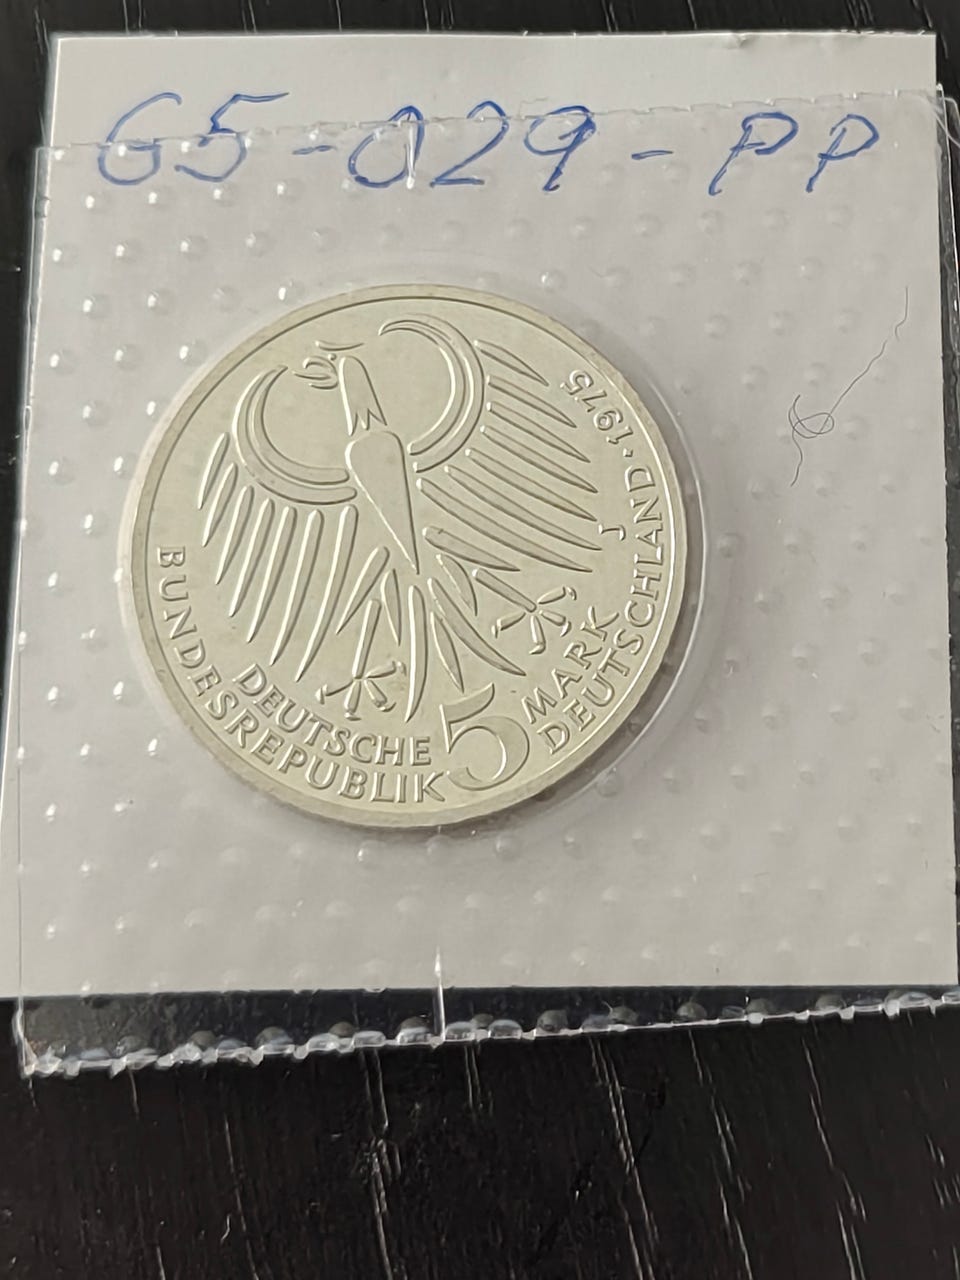 G5-029-PP
BUNDESREPUBLIK DEUTSCHLAND · 1975
DEUTSCHE 5 MARK
J